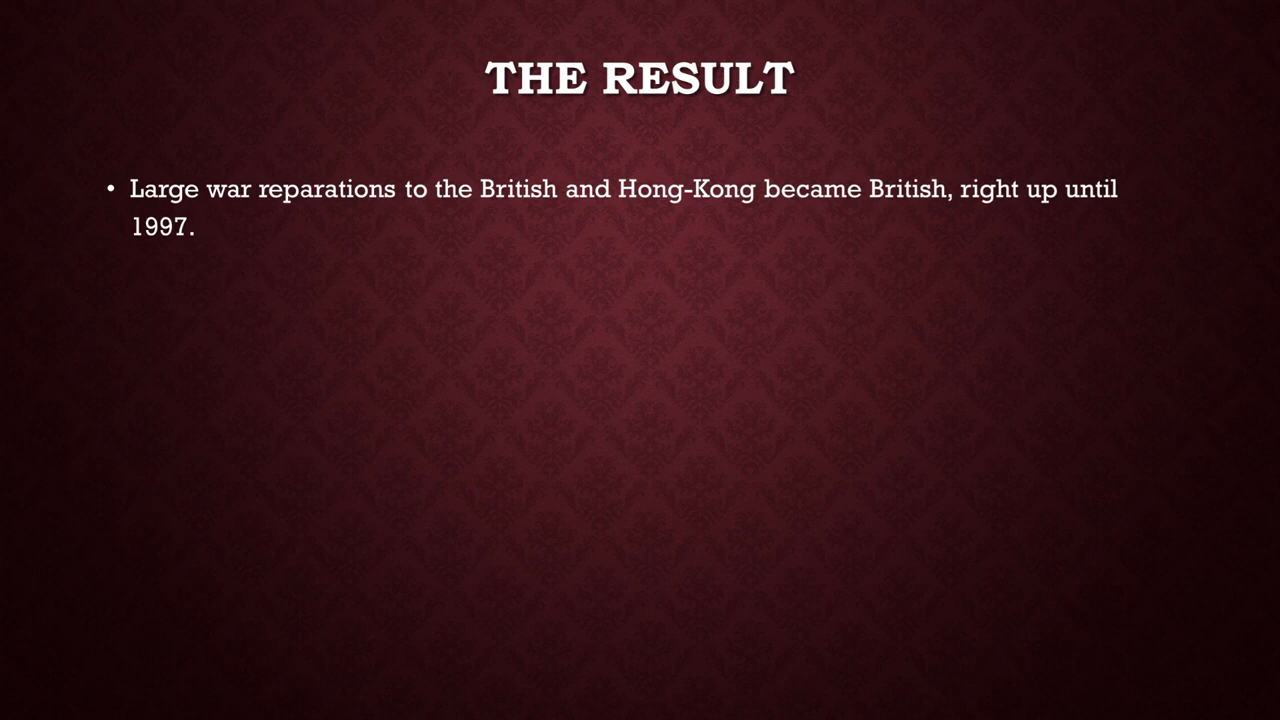 THE RESULT
• Large war reparations to the British and Hong-Kong became British, right up until
1997.